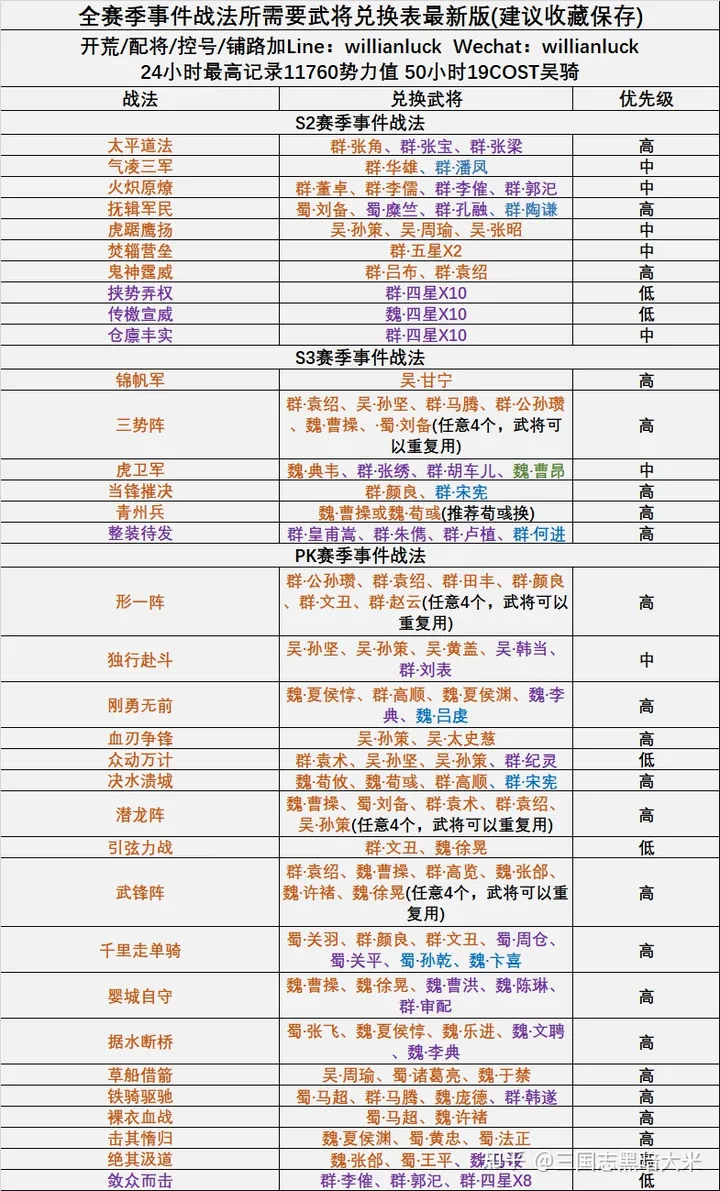 全赛季事件战法所需要武将兑换表最新版(建议收藏保存)
开荒/配将/控号/铺路加Line：willianluck Wechat：willianluck
24小时最高记录11760势力值 50小时19COST吴骑
战法 兑换武将 优先级
S2赛季事件战法
太平道法 群·张角、群·张宝、群·张梁 高
气凌三军 群·华雄、群·潘凤 中
火炽原燎 群·董卓、群·李儒、群·李傕、群·郭汜 中
抚辑军民 蜀·刘备、蜀·糜竺、群·孔融、群·陶谦 高
虎踞鹰扬 吴·孙策、吴·周瑜、吴·张昭 中
焚辎营垒 群·五星X2 中
鬼神霆威 群·吕布、群·袁绍 高
挟势弄权 群·四星X10 低
传檄宣威 魏·四星X10 低
仓廪丰实 群·四星X10 中
S3赛季事件战法
锦帆军 吴·甘宁 高
三势阵 群·袁绍、吴·孙坚、群·马腾、群·公孙瓒
、魏·曹操、·蜀·刘备(任意4个，武将可
以重复用) 高
虎卫军 魏·典韦、群·张绣、群·胡车儿、魏·曹昂 中
当锋摧决 群·颜良、群·宋宪 高
青州兵 魏·曹操或魏·荀彧(推荐荀彧换) 高
整装待发 群·皇甫嵩、群·朱儁、群·卢植、群·何进 高
PK赛季事件战法
形一阵 群·公孙瓒、群·袁绍、群·田丰、群·颜良
、群·文丑、群·赵云(任意4个，武将可以
重复用) 高
独行赴斗 吴·孙坚、吴·孙策、吴·黄盖、吴·韩当、
群·刘表 中
刚勇无前 魏·夏侯惇、群·高顺、魏·夏侯渊、魏·李
典、魏·吕虔 高
血刃争锋 吴·孙策、吴·太史慈 高
众动万计 群·袁术、吴·孙坚、吴·孙策、群·纪灵 低
决水溃城 魏·荀攸、魏·荀彧、群·高顺、群·宋宪 高
潜龙阵 魏·曹操、蜀·刘备、群·袁术、群·袁绍、
吴·孙策(任意4个，武将可以重复用) 高
引弦力战 群·文丑、魏·徐晃 低
武锋阵 群·袁绍、魏·曹操、群·高览、魏·张郃、
魏·许褚、魏·徐晃(任意4个，武将可以重
复用) 高
千里走单骑 蜀·关羽、群·颜良、群·文丑、蜀·周仓、
蜀·关平、蜀·孙乾、魏·卞喜 高
婴城自守 魏·曹操、魏·徐晃、魏·曹洪、魏·陈琳、
群·审配 高
据水断桥 蜀·张飞、魏·夏侯惇、魏·乐进、魏·文聘
、魏·李典 高
草船借箭 吴·周瑜、蜀·诸葛亮、魏·于禁 高
铁骑驱驰 蜀·马超、群·马腾、魏·庞德、群·韩遂 高
裸衣血战 蜀·马超、魏·许褚 高
击其惰归 魏·夏侯渊、蜀·黄忠、蜀·法正 高
绝其汲道 魏·张郃、蜀·王平、魏
@三国志黑暗大米
敛众而击 群·李傕、群·郭汜、群·四星X8 低